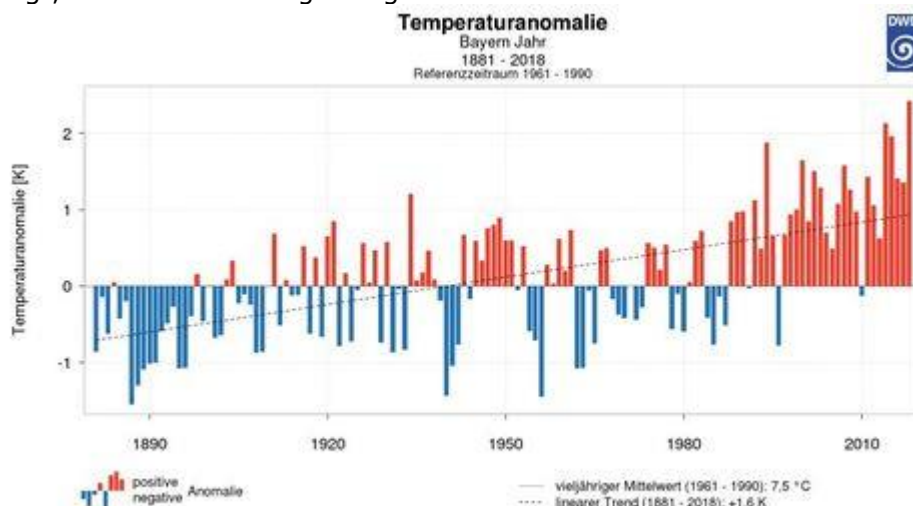 Temperaturanomalie
DWD
Bayern Jahr
1881 - 2018
Referenzzeitraum 1961 - 1990
Temperaturanomalie [K]
2
1
0
-1
1890 1920 1950 1980 2010
positive
negative
Anomalie
vieljähriger Mittelwert (1961 - 1990): 7,5 °C
linearer Trend (1881 - 2018): +1,6 K